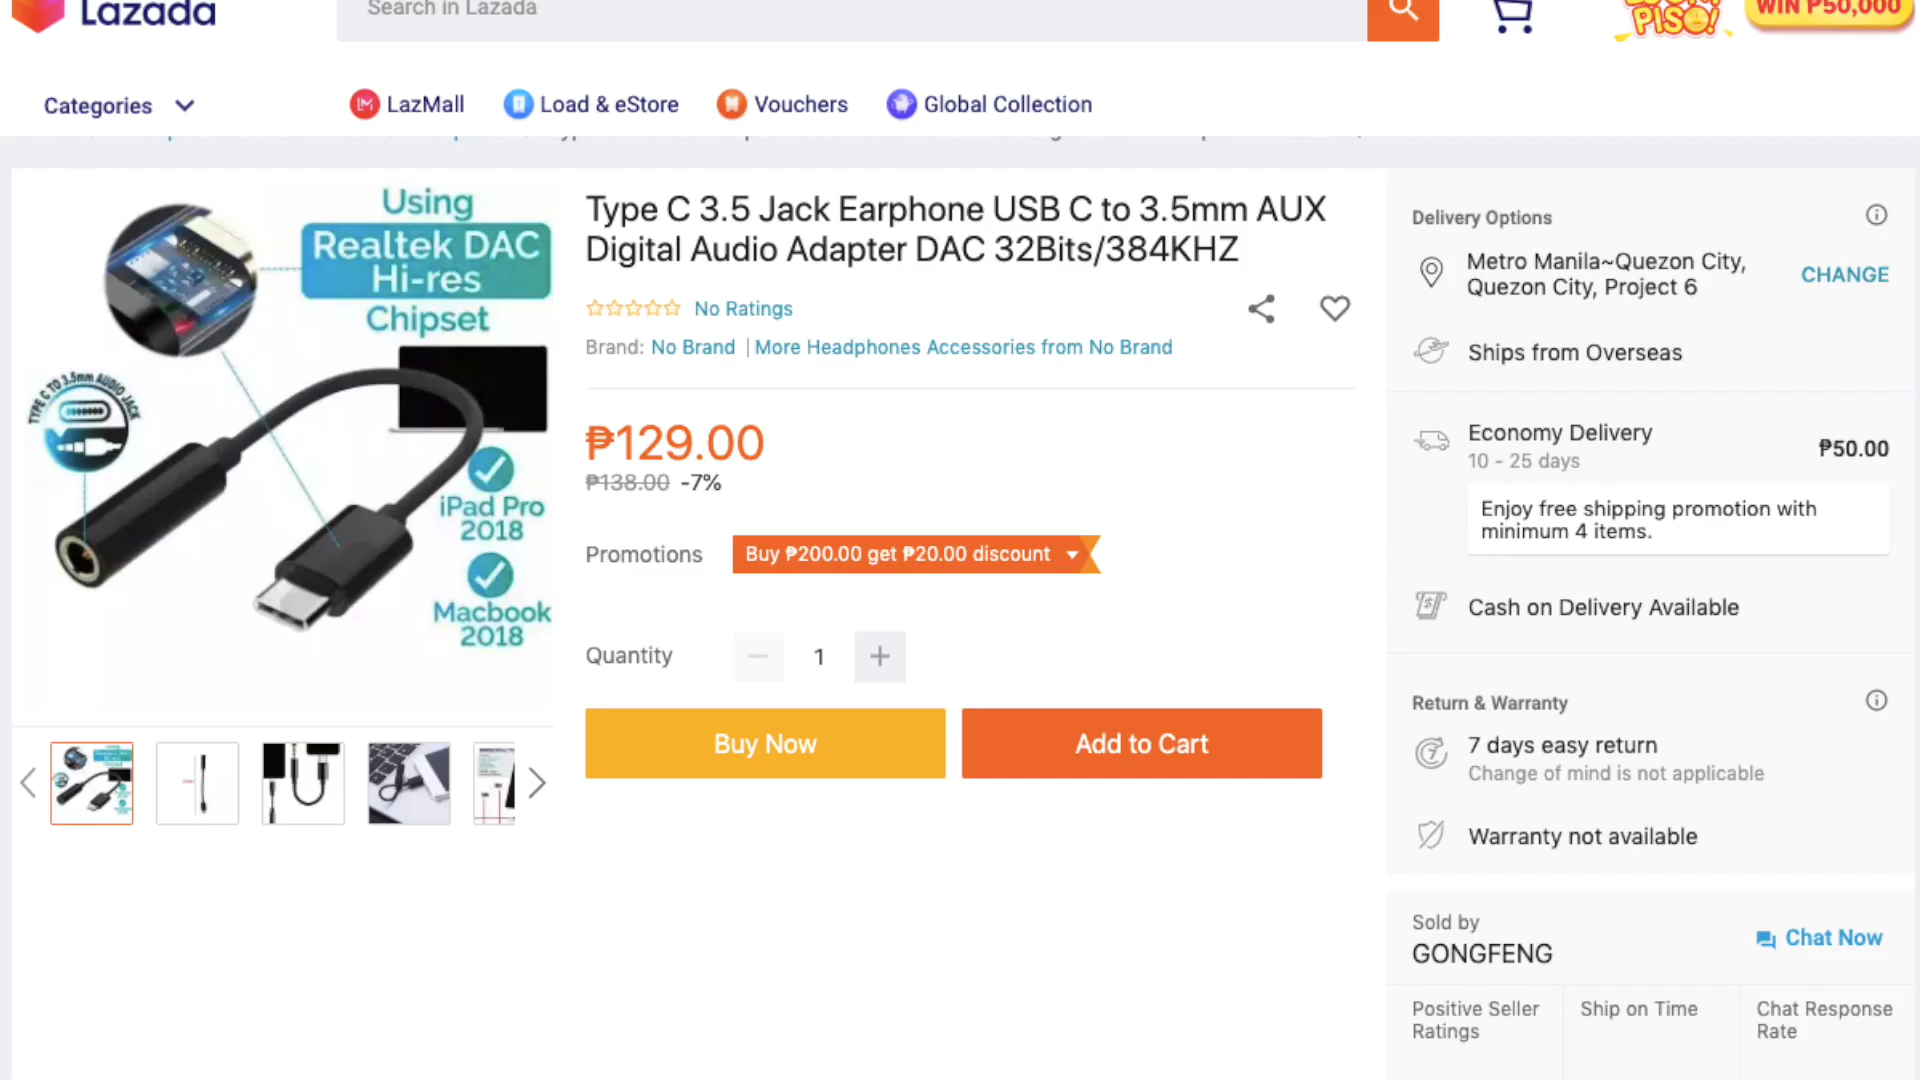 Lazada
Search in Lazada
PISO!
WIN ₱50,000
Categories
LazMall
Load & eStore
Vouchers
Global Collection
Using
Realtek DAC
Hi-res
Chipset
TYPE C TO 3.5mm AUDIO JACK
iPad Pro
2018
Macbook
2018
Type C 3.5 Jack Earphone USB C to 3.5mm AUX
Digital Audio Adapter DAC 32Bits/384KHZ
No Ratings
Brand: No Brand | More Headphones Accessories from No Brand
₱129.00
₱138.00 -7%
Promotions
Buy ₱200.00 get ₱20.00 discount
Quantity
1
Buy Now
Add to Cart
Delivery Options
Metro Manila~Quezon City,
Quezon City, Project 6
CHANGE
Ships from Overseas
Economy Delivery
₱50.00
10 - 25 days
Enjoy free shipping promotion with
minimum 4 items.
Cash on Delivery Available
Return & Warranty
7 days easy return
Change of mind is not applicable
Warranty not available
Sold by
GONGFENG
Chat Now
Positive Seller
Ratings
Ship on Time
Chat Response
Rate